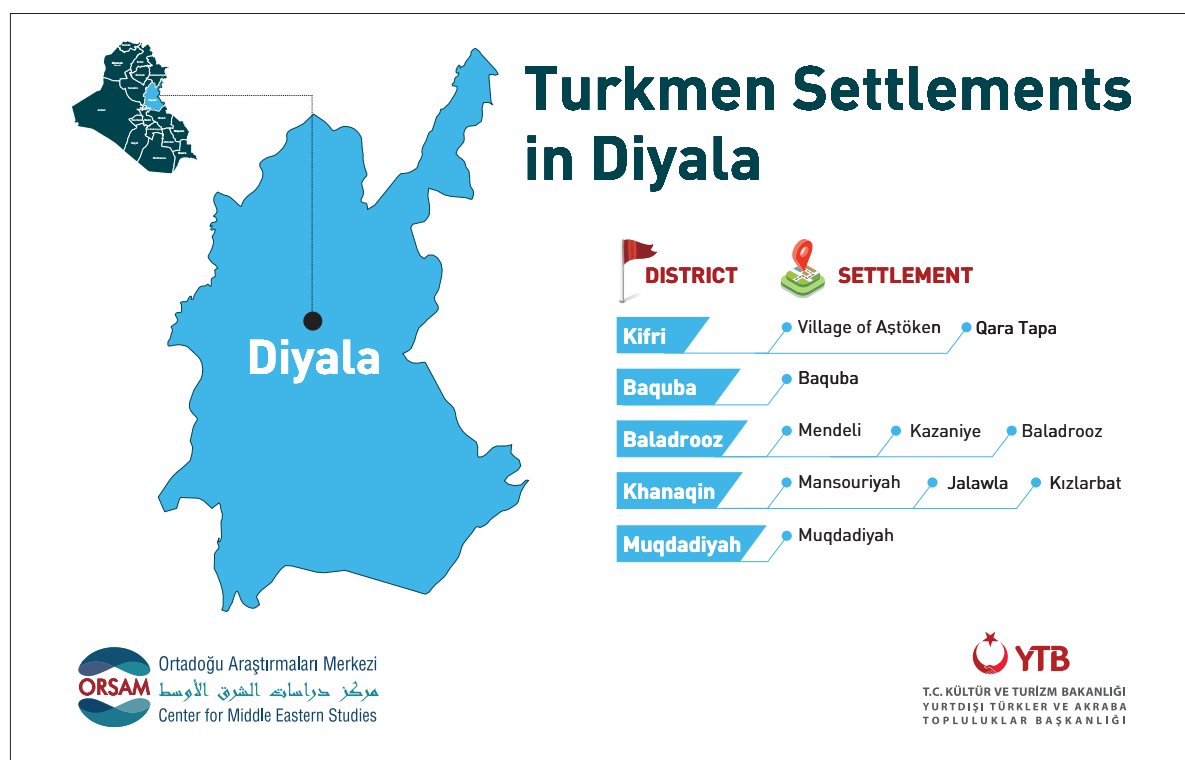 Turkmen Settlements
in Diyala
Diyala
DISTRICT SETTLEMENT
Kifri Village of Aştöken Qara Tapa
Baquba Baquba
Baladrooz Mendeli Kazaniye Baladrooz
Khanaqin Mansouriyah Jalawla Kızlarbat
Muqdadiyah Muqdadiyah
ORSAM
Ortadoğu Araştırmaları Merkezi
مركز دراسات الشرق الأوسط
Center for Middle Eastern Studies
YTB
T.C. KÜLTÜR VE TURİZM BAKANLIĞI
YURTDIŞI TÜRKLER VE AKRABA
TOPLULUKLAR BAŞKANLIĞI